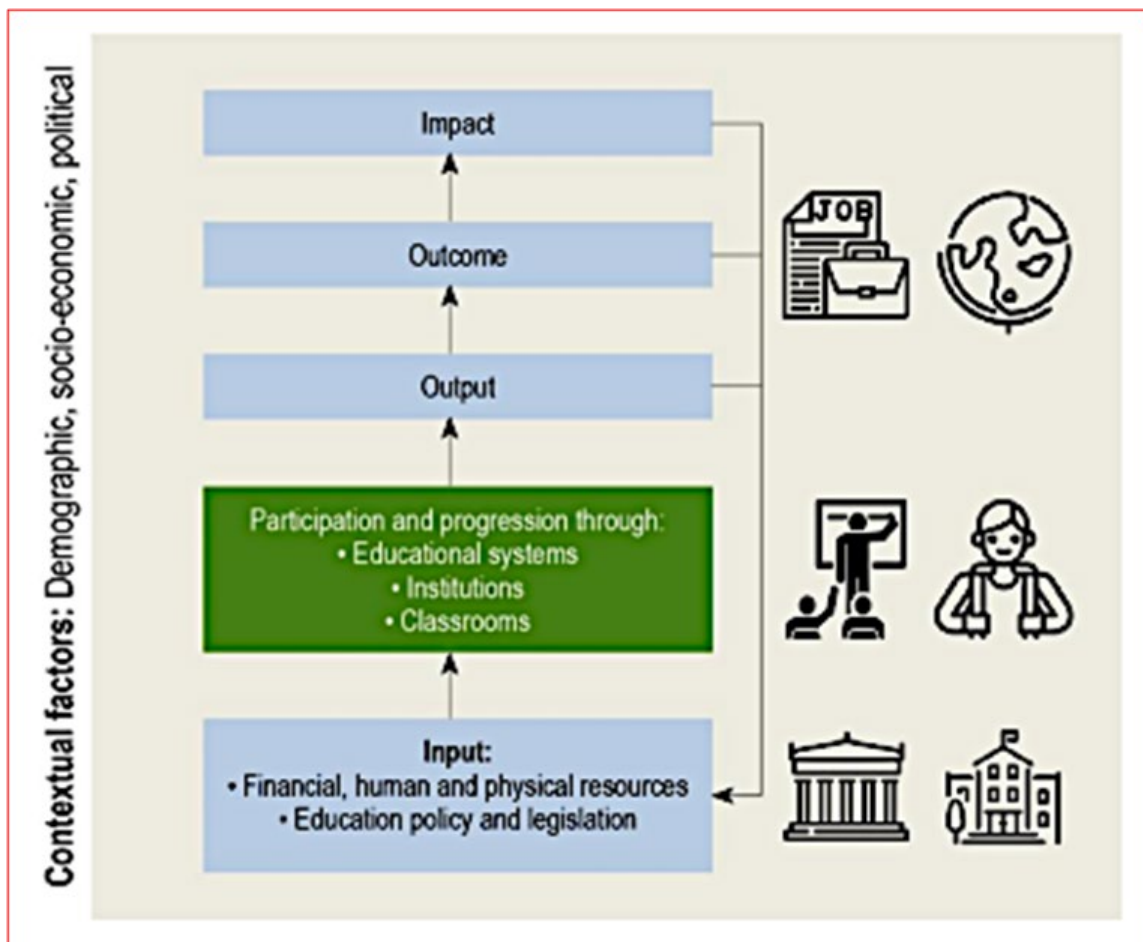 Contextual factors: Demographic, socio-economic, political
Impact
Outcome
Output
Participation and progression through:
• Educational systems
• Institutions
• Classrooms
Input:
• Financial, human and physical resources
• Education policy and legislation
JOB